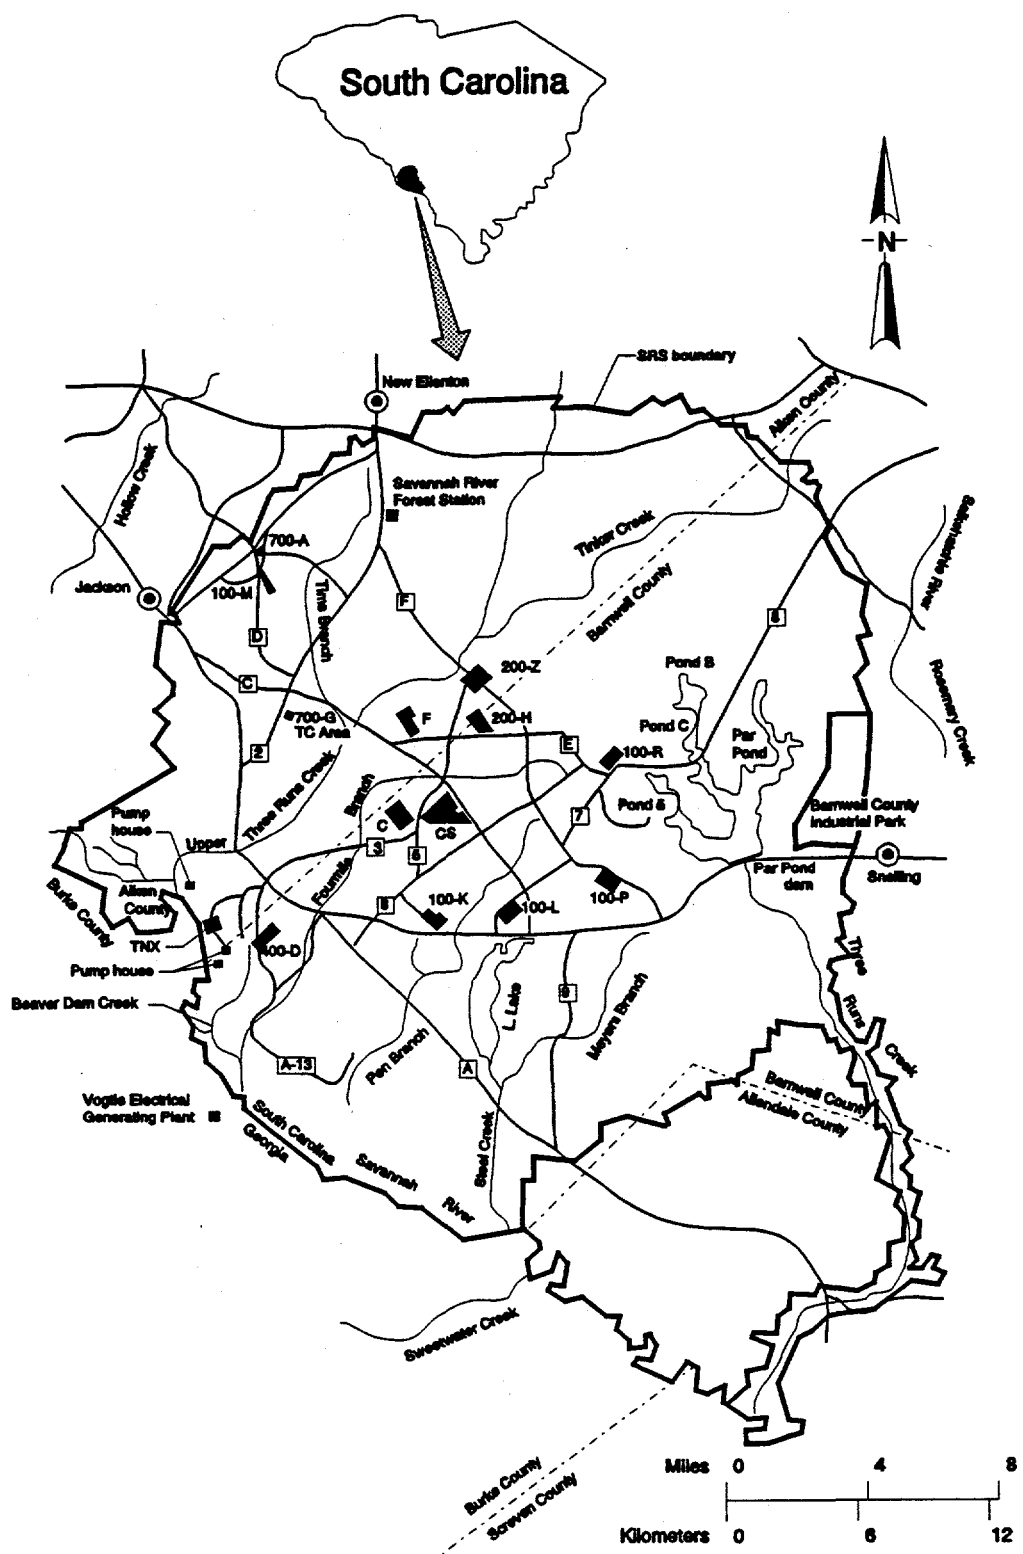 South Carolina
N
SRS boundary
New Ellenton
Aiken County
Hollow Creek
Savannah River
Forest Station
Tinker Creek
Salkehatchie River
700-A
Jackson
100-M
Tims Branch
Barnwell County
F
8
D
200-Z
Pond B
Rosemary Creek
C
700-G
TC Area
F
200-H
Pond C
Par
Pond
2
E
100-R
Three Runs Creek
Branch
Pond 5
Barnwell County
Industrial Park
Pump
house
C
CS
7
Upper
3
5
Par Pond
dam
Snelling
Burke County
Aiken
County
Fourmile
8
100-K
100-L
100-P
TNX
400-D
Pump house
Three
Runs
Creek
Beaver Dam Creek
L. Lake
9
Meyers Branch
Pen Branch
A-13
A
Barnwell County
Allendale County
Vogtle Electrical
Generating Plant
South Carolina
Georgia
Savannah
River
Steel Creek
Sweetwater Creek
Burke County
Screven County
Miles 0 4 8
Kilometers 0 6 12